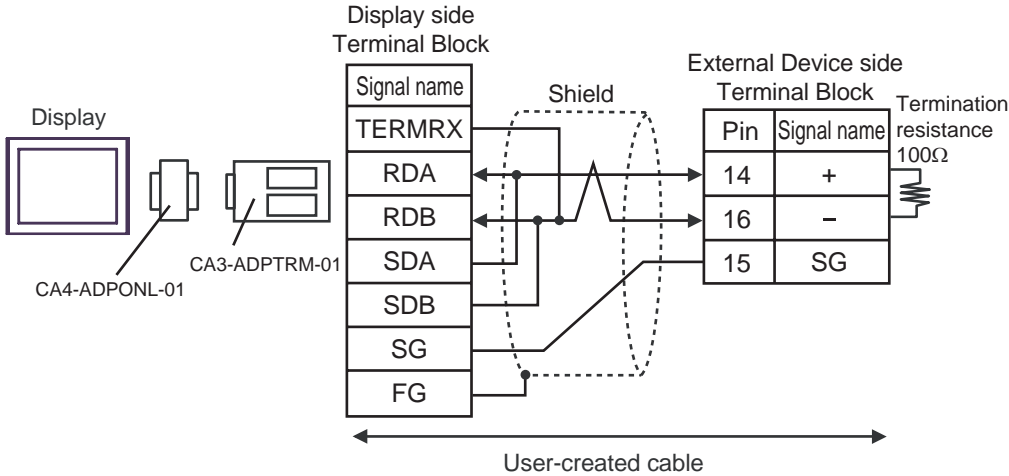 Display side
Terminal Block
External Device side
Terminal Block
Display
CA4-ADPONL-01
CA3-ADPTRM-01
Signal name
TERMRX
RDA
RDB
SDA
SDB
SG
FG
Shield
Pin Signal name
14 +
16 −
15 SG
Termination
resistance
100Ω
User-created cable